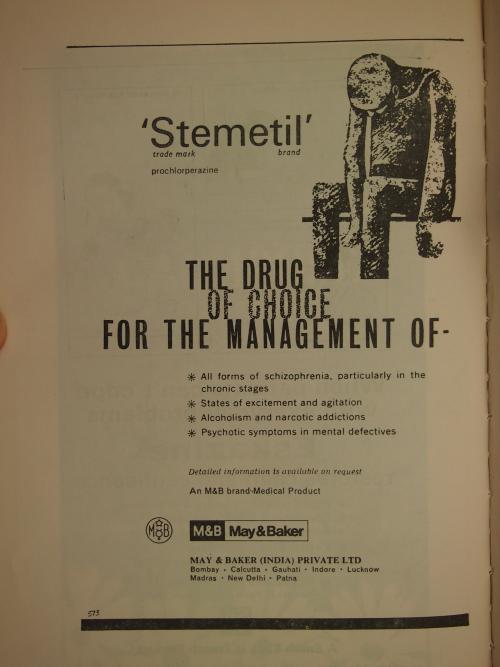 'Stemetil'
trade mark brand
prochlorperazine
THE DRUG
OF CHOICE
FOR THE MANAGEMENT OF-
✳ All forms of schizophrenia, particularly in the
chronic stages
✳ States of excitement and agitation
✳ Alcoholism and narcotic addictions
✳ Psychotic symptoms in mental defectives
Detailed information is available on request
An M&B brand-Medical Product
M&B
M&B May&Baker
MAY & BAKER (INDIA) PRIVATE LTD
Bombay • Calcutta • Gauhati • Indore • Lucknow
Madras • New Delhi • Patna
573